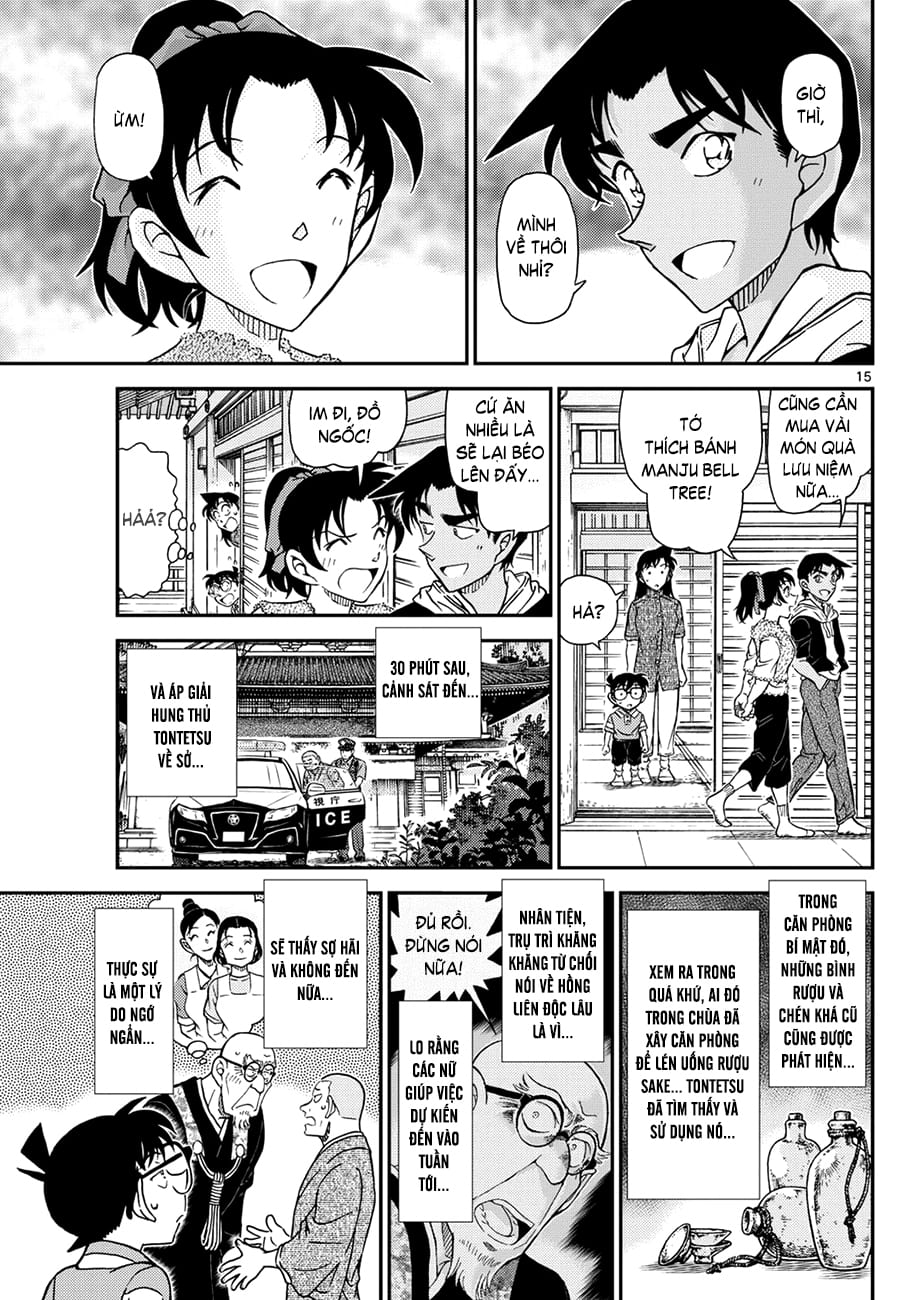 GIỜ
THÌ,
MÌNH
VỀ THÔI
NHỈ?
ỪM!
15
CŨNG CẦN
MUA VÀI
MÓN QUÀ
LƯU NIỆM
NỮA...
TỚ
THÍCH BÁNH
MANJU BELL
TREE!
HẢ?
CỨ ĂN
NHIỀU LÀ
SẼ LẠI BÉO
LÊN ĐẤY...
IM ĐI, ĐỒ
NGỐC!
HẢẢ?
30 PHÚT SAU,
CẢNH SÁT ĐẾN...
VÀ ÁP GIẢI
HUNG THỦ
TONTETSU
VỀ SỞ...
視庁
ICE
TRONG
CĂN PHÒNG
BÍ MẬT ĐÓ,
NHỮNG BÌNH
RƯỢU VÀ
CHÉN KHÁ CŨ
CŨNG ĐƯỢC
PHÁT HIỆN...
XEM RA TRONG
QUÁ KHỨ, AI ĐÓ
TRONG CHÙA ĐÃ
XÂY CĂN PHÒNG
ĐỂ LÉN UỐNG RƯỢU
SAKE... TONTETSU
ĐÃ TÌM THẤY VÀ
SỬ DỤNG NÓ...
NHÂN TIỆN,
TRỤ TRÌ KHĂNG
KHĂNG TỪ CHỐI
NÓI VỀ HỒNG
LIÊN ĐỘC LÂU
LÀ VÌ...
ĐỦ RỒI.
ĐỪNG NÓI
NỮA!
LO RẰNG
CÁC NỮ
GIÚP VIỆC
DỰ KIẾN
ĐẾN VÀO
TUẦN
TỚI...
SẼ THẤY SỢ HÃI
VÀ KHÔNG ĐẾN
NỮA...
THỰC SỰ
LÀ MỘT LÝ
DO NGỚ
NGẨN...